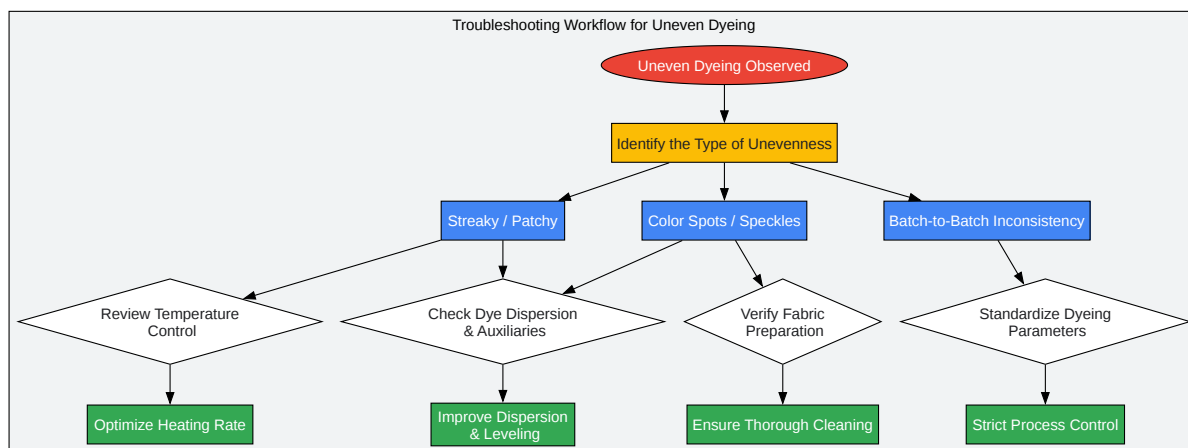 Troubleshooting Workflow for Uneven Dyeing
Uneven Dyeing Observed
Identify the Type of Unevenness
Streaky / Patchy
Color Spots / Speckles
Batch-to-Batch Inconsistency
Review Temperature
Control
Check Dye Dispersion
& Auxiliaries
Verify Fabric
Preparation
Standardize Dyeing
Parameters
Optimize Heating Rate
Improve Dispersion
& Leveling
Ensure Thorough Cleaning
Strict Process Control